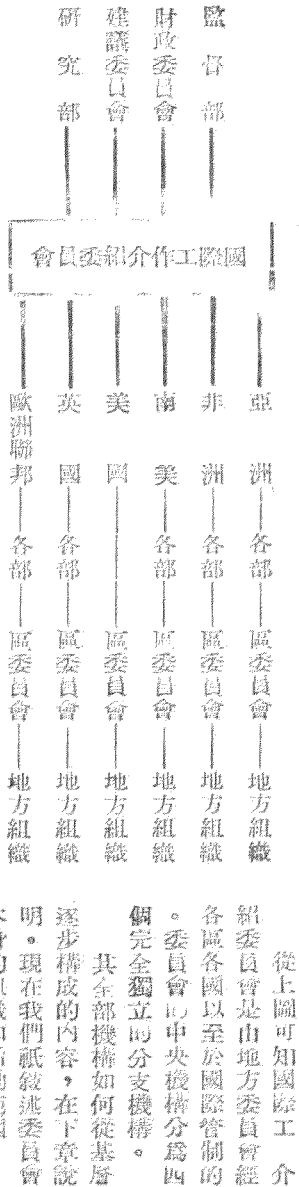 監督部
財政委員會
建議委員會
研究部
國際工作介紹委員會
亞洲——各部——區委員會——地方組織
非洲——各部——區委員會——地方組織
南美——各部——區委員會——地方組織
美國————區委員會——地方組織
英國——各部——區委員會——地方組織
歐洲聯邦——各部——區委員會——地方組織
從上圖可知國際工 介
紹委員會是由地方委員會經
各區各國以至於國際管制的
。委員會的中央機構分爲四
個完全獨立的分支機構。
其全部機構如何從基層
逐步構成的內容,在下章說
明。現在我們祇敍述委員會